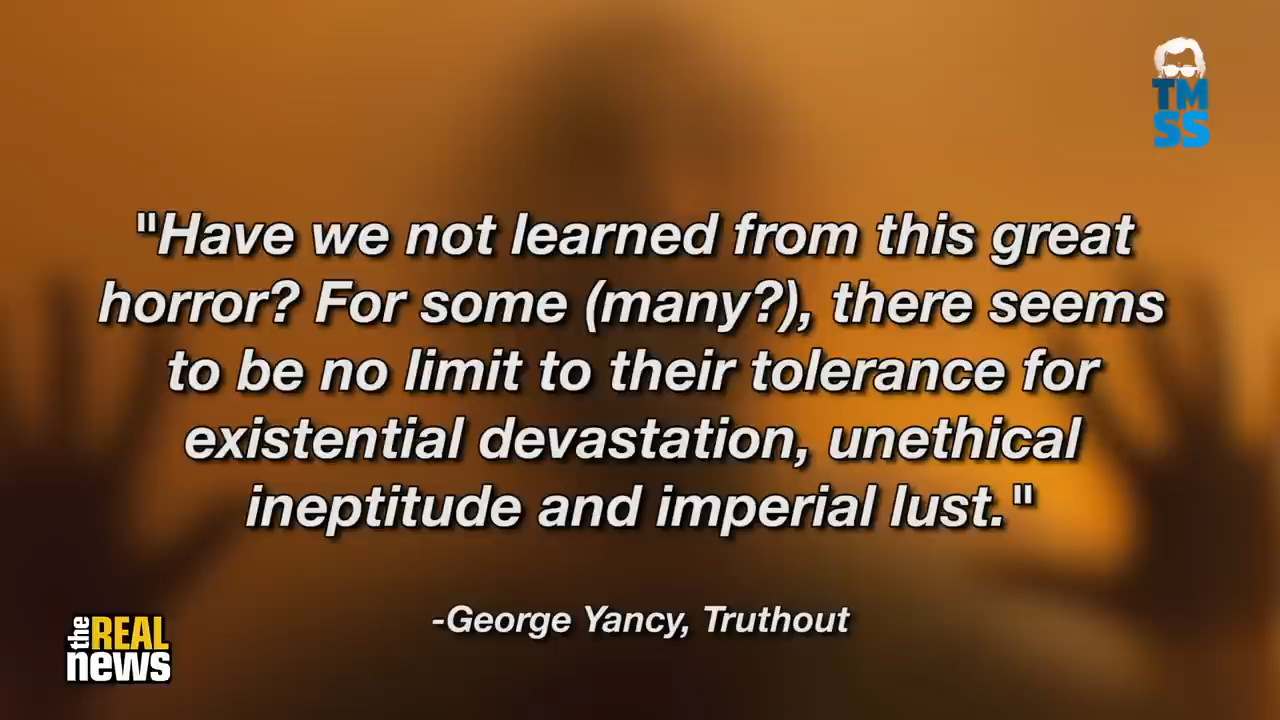 TM
SS
"Have we not learned from this great
horror? For some (many?), there seems
to be no limit to their tolerance for
existential devastation, unethical
ineptitude and imperial lust."
-George Yancy, Truthout
the REAL
news